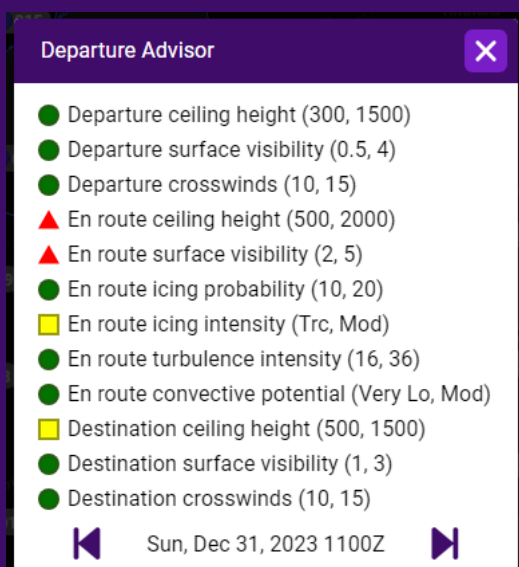 Departure Advisor
Departure ceiling height (300, 1500)
Departure surface visibility (0.5, 4)
Departure crosswinds (10, 15)
En route ceiling height (500, 2000)
En route surface visibility (2, 5)
En route icing probability (10, 20)
En route icing intensity (Trc, Mod)
En route turbulence intensity (16, 36)
En route convective potential (Very Lo, Mod)
Destination ceiling height (500, 1500)
Destination surface visibility (1, 3)
Destination crosswinds (10, 15)
Sun, Dec 31, 2023 1100Z